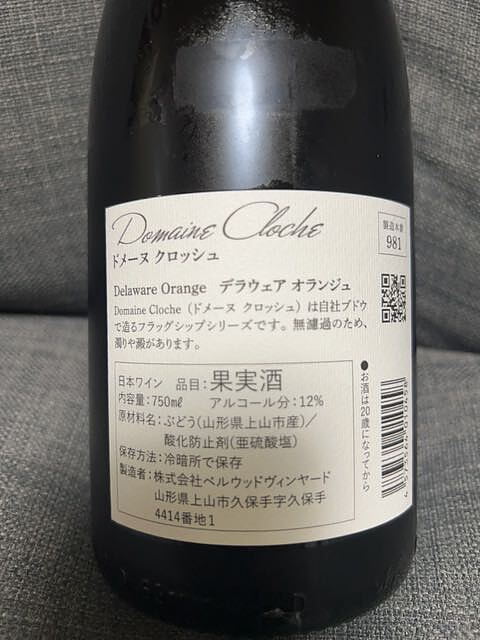 Domaine Cloche
ドメーヌ クロッシュ
製造本数
981
Delaware Orange デラウェア オランジュ
Domaine Cloche（ドメーヌ クロッシュ）は自社ブドウ
で造るフラッグシップシリーズです。無濾過のため、
濁りや澱があります。
日本ワイン 品目：果実酒
内容量：750㎖ アルコール分：12%
原材料名：ぶどう(山形県上山市産)／
酸化防止剤(亜硫酸塩)
保存方法：冷暗所で保存
製造者：株式会社ベルウッドヴィンヤード
山形県上山市久保手字久保手
4414番地1
●お酒は20歳になってから